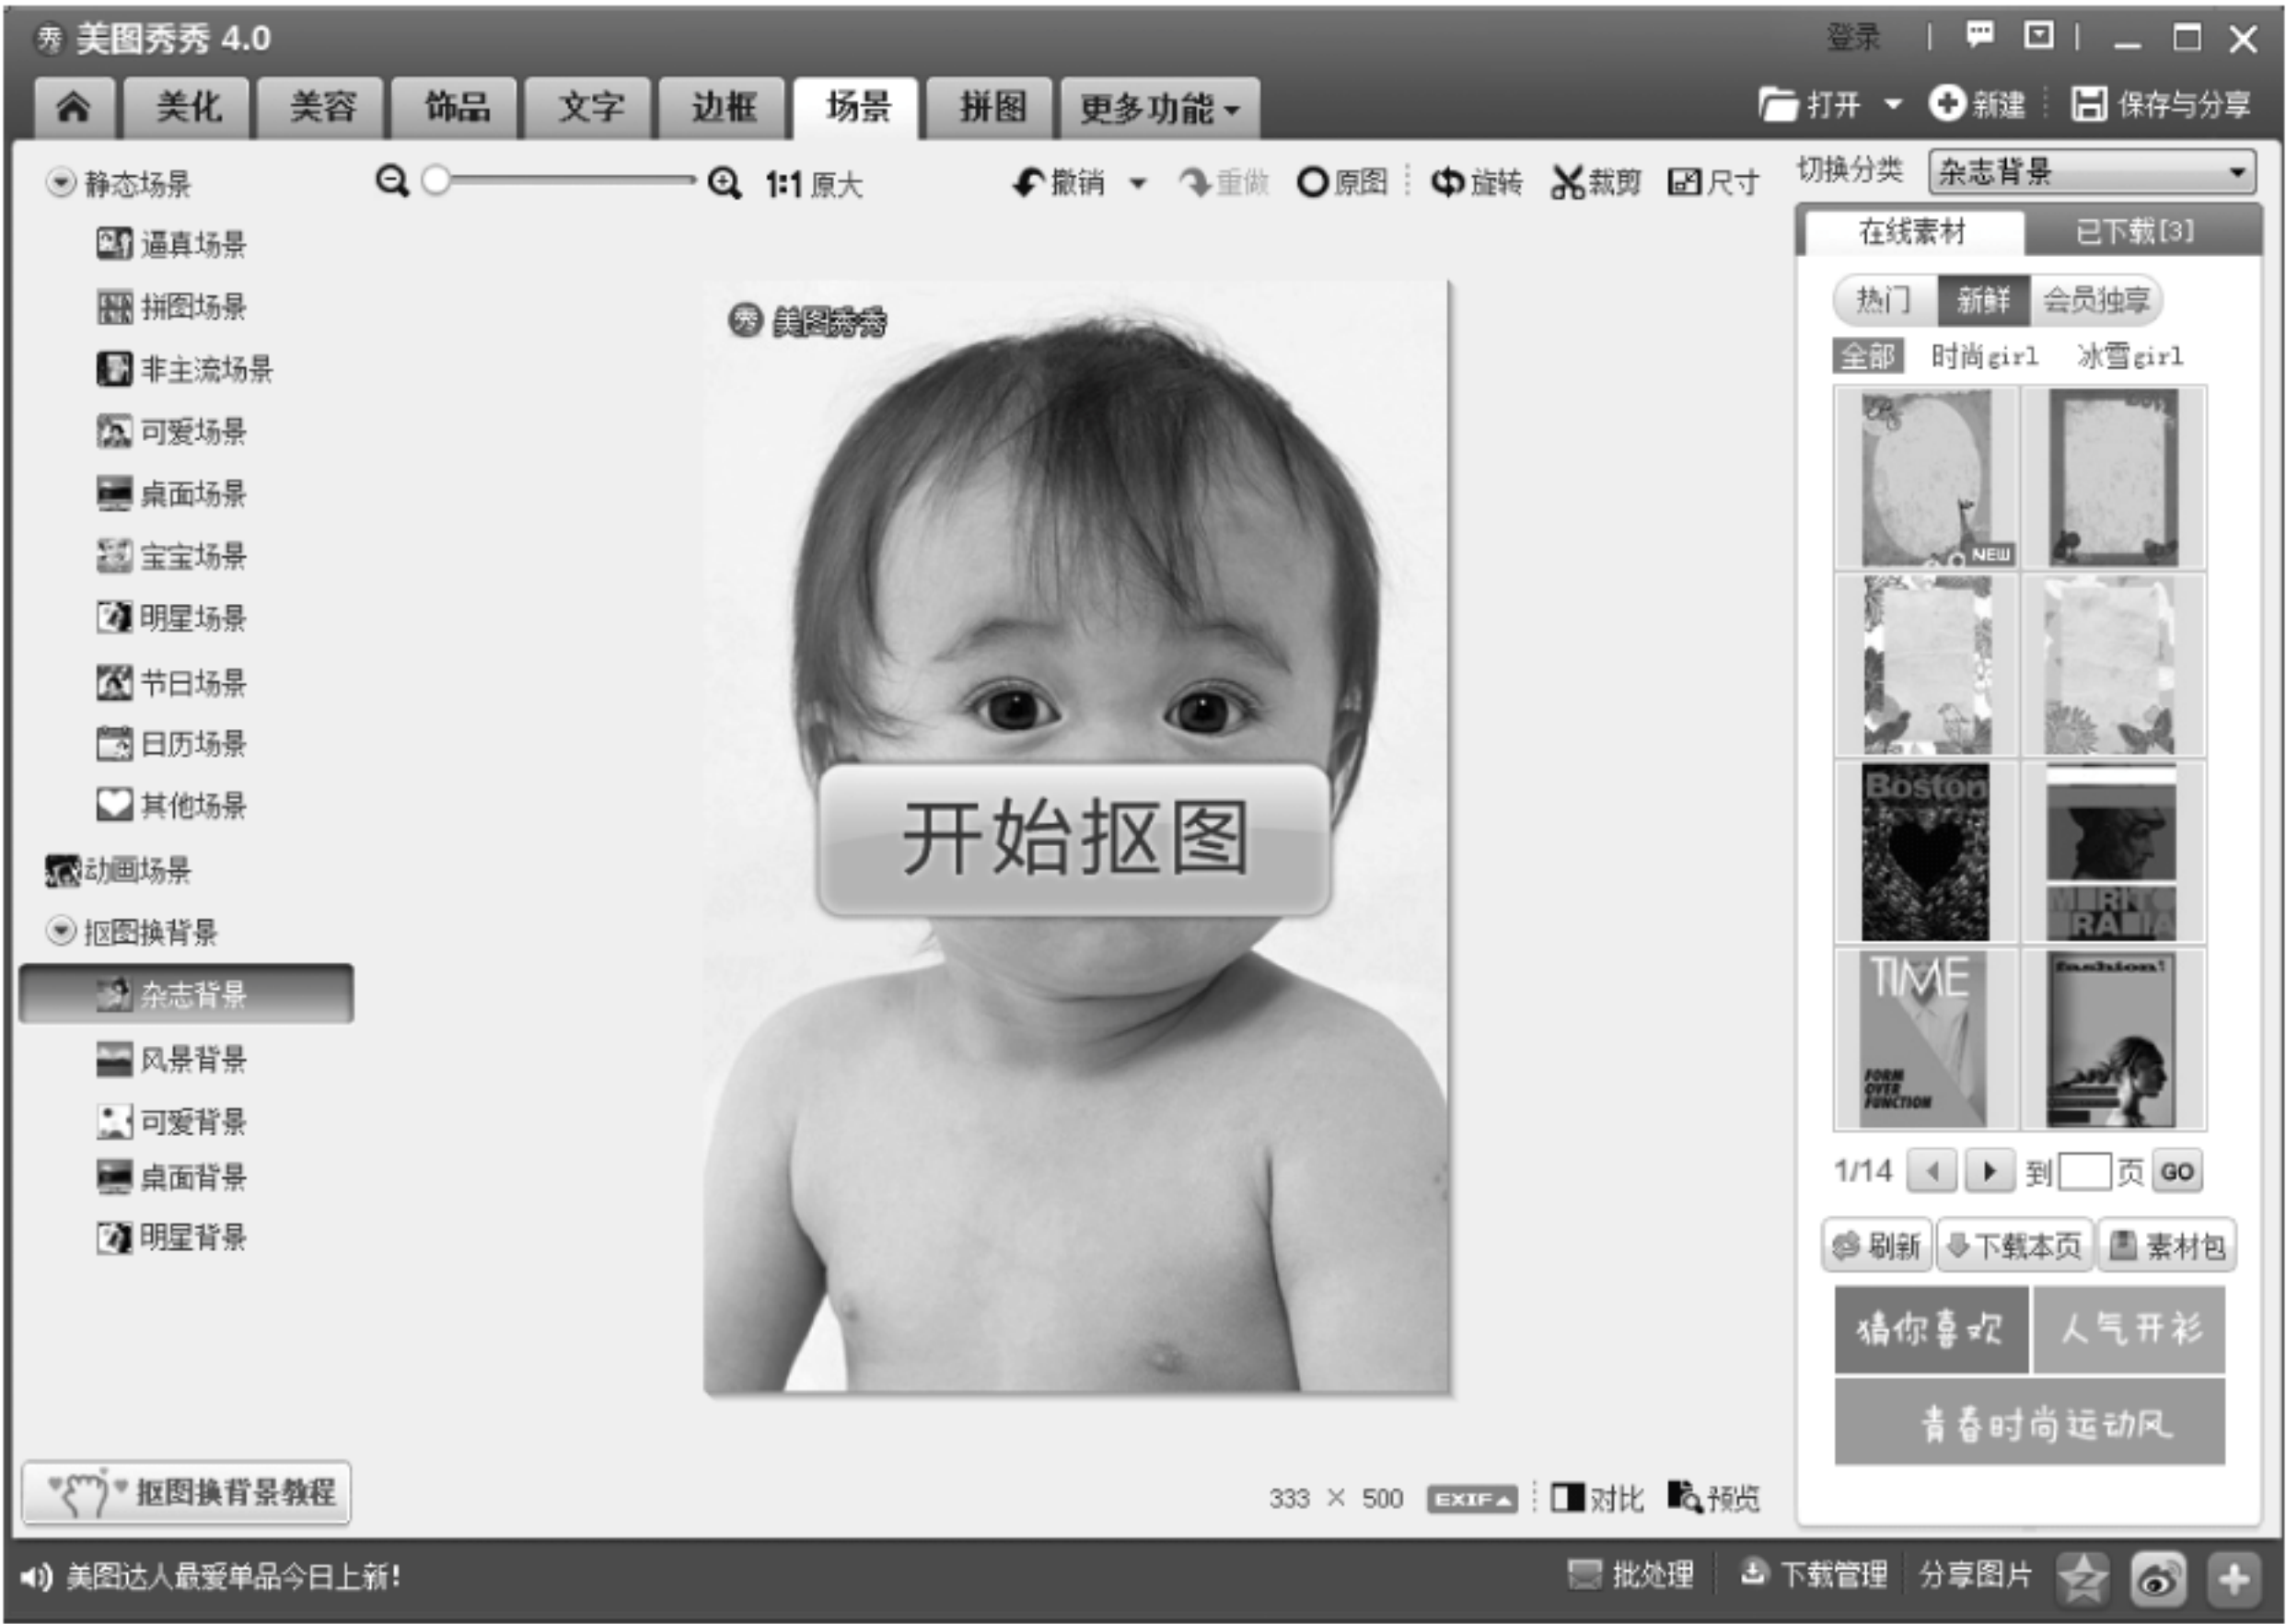 美图秀秀 4.0
登录
美化 美容 饰品 文字 边框 场景 拼图 更多功能
打开 新建 保存与分享
静态场景
逼真场景
拼图场景
非主流场景
可爱场景
桌面场景
宝宝场景
明星场景
节日场景
日历场景
其他场景
动画场景
抠图换背景
杂志背景
风景背景
可爱背景
桌面背景
明星背景
抠图换背景教程
1:1 原大
撤销 重做 原图 旋转 裁剪 尺寸
美图秀秀
开始抠图
333 × 500 EXIF 对比 预览
切换分类 杂志背景
在线素材 已下载[3]
热门 新鲜 会员独享
全部 时尚girl 冰雪girl
NEW
Boston
TIME
FORM
OVER
FUNCTION
fashion!
1/14 到 页 GO
刷新 下载本页 素材包
猜你喜欢 人气开衫
青春时尚运动风
美图达人最爱单品今日上新!
批处理 下载管理 分享图片